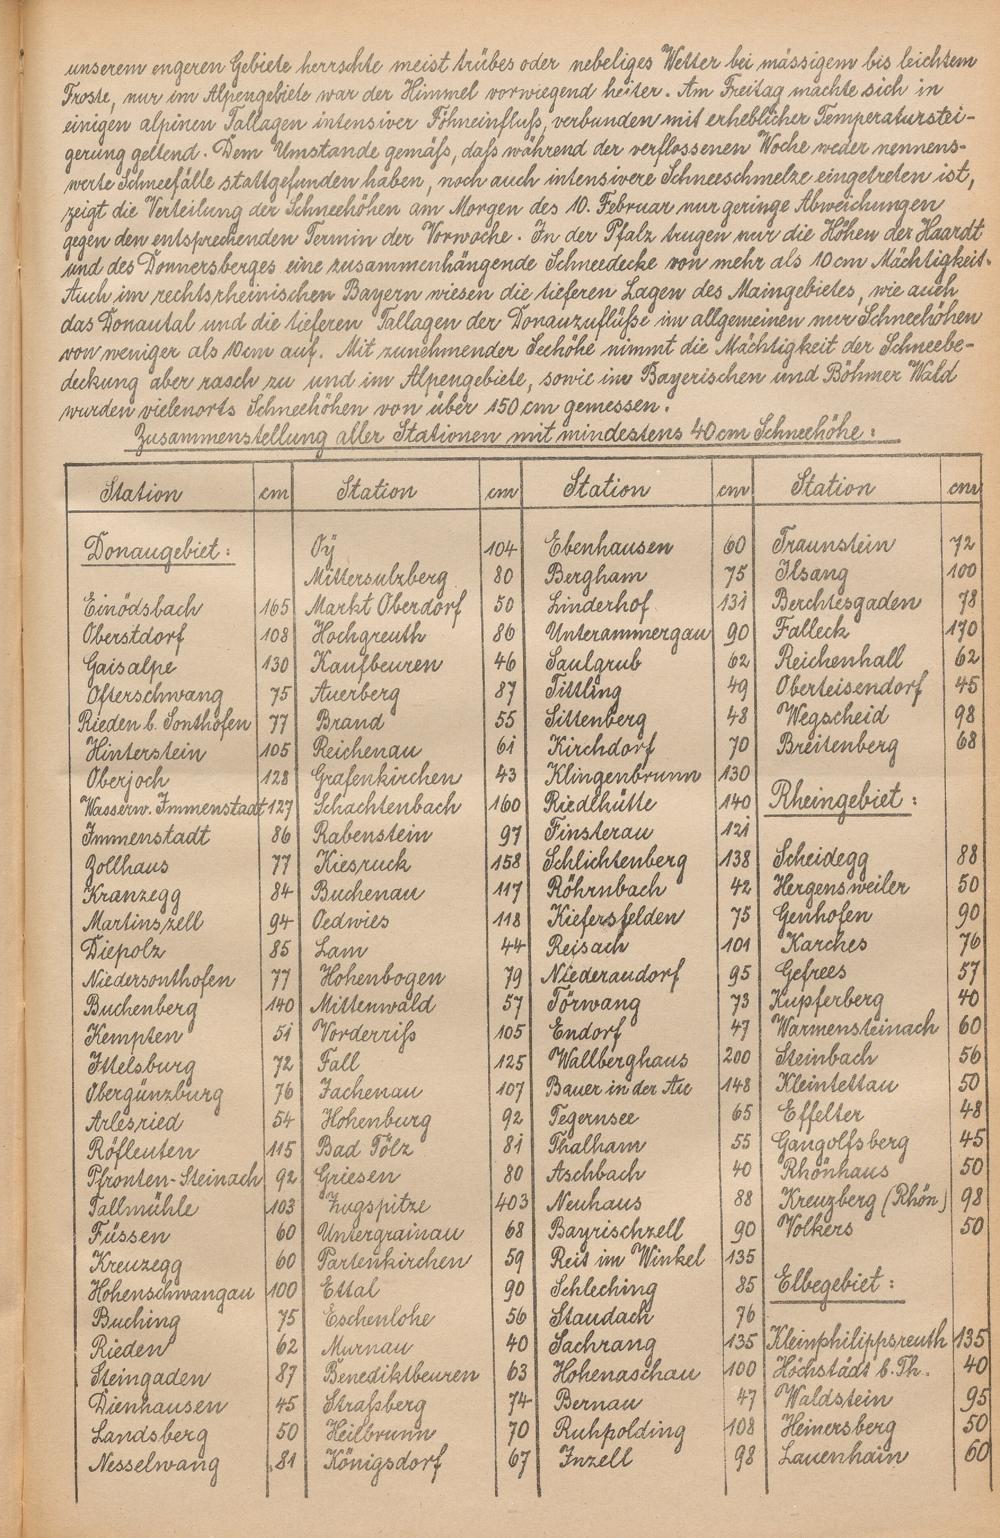 unserem engeren Gebiete herrschte meist trübes oder nebeliges Wetter bei mässigem bis leichtem
Froste, nur im Alpengebiete war der Himmel vorwiegend heiter. Am Freitag machte sich in
einigen alpinen Tallagen intensiver Föhneinfluß, verbunden mit erheblicher Temperaturstei-
gerung geltend. Dem Umstande gemäß, daß während der verflossenen Woche weder nennens-
werte Schneefälle stattgefunden haben, noch auch intensivere Schneeschmelze eingetreten ist,
zeigt die Verteilung der Schneehöhen am Morgen des 10. Februar nur geringe Abweichungen
gegen den entsprechenden Termin der Vorwoche. In der Pfalz trugen nur die Höhen der Haardt
und des Donnersberges eine zusammenhängende Schneedecke von mehr als 10 cm Mächtigkeit.
Auch im rechtsrheinischen Bayern wiesen die tieferen Lagen des Maingebietes, wie auch
das Donautal und die tieferen Tallagen der Donauzuflüße im allgemeinen nur Schneehöhen
von weniger als 10 cm auf. Mit zunehmender Seehöhe nimmt die Mächtigkeit der Schneebe-
deckung aber rasch zu und im Alpengebiete, sowie im Bayerischen und Böhmer Wald
wurden vielenorts Schneehöhen von über 150 cm gemessen.
Zusammenstellung aller Stationen mit mindestens 40 cm Schneehöhe:
Station cm Station cm Station cm Station cm
Donaugebiet:
Einödsbach 165
Oberstdorf 108
Gaisalpe 130
Ofterschwang 75
Rieden b. Sonthofen 77
Hinterstein 105
Oberjoch 128
Wasserw. Immenstadt 127
Immenstadt 86
Zollhaus 77
Kranzegg 84
Martinszell 94
Diepolz 85
Niedersonthofen 77
Buchenberg 140
Kempten 51
Ittelsburg 72
Obergünzburg 76
Arlesried 54
Röfleuten 115
Pfronten-Steinach 92
Fallmühle 103
Füssen 60
Kreuzegg 60
Hohenschwangau 100
Buching 75
Rieden 62
Steingaden 87
Dienhausen 45
Landsberg 50
Nesselwang 81
Oÿ 104
Mittersulzberg 80
Markt Oberdorf 50
Hochgreuth 86
Kaufbeuren 46
Auerberg 87
Brand 55
Reichenau 61
Grafenkirchen 43
Schachtenbach 160
Rabenstein 97
Kiesruck 158
Buchenau 117
Oedwies 118
Lam 44
Hohenbogen 79
Mittenwald 57
Vorderriß 105
Fall 125
Jachenau 107
Hohenburg 92
Bad Tölz 81
Griesen 80
Zugspitze 403
Untergrainau 68
Partenkirchen 59
Ettal 90
Eschenlohe 56
Murnau 40
Benediktbeuren 63
Straßberg 74
Heilbrunn 70
Königsdorf 67
Ebenhausen 60
Bergham 75
Linderhof 131
Unterammergau 90
Saulgrub 62
Tittling 49
Sittenberg 48
Kirchdorf 70
Klingenbrunn 130
Riedlhütte 140
Finsterau 121
Schlichtenberg 138
Röhrnbach 42
Kiefersfelden 75
Reisach 101
Niederaudorf 95
Törwang 73
Endorf 47
Wallberghaus 200
Bauer in der Au 148
Tegernsee 65
Thalham 55
Aschbach 40
Neuhaus 88
Bayrischzell 90
Reit im Winkel 135
Schleching 85
Staudach 76
Sachrang 135
Hohenaschau 100
Bernau 47
Ruhpolding 108
Inzell 98
Traunstein 72
Ilsang 100
Berchtesgaden 78
Falleck 170
Reichenhall 62
Oberteisendorf 45
Wegscheid 98
Breitenberg 68
Rheingebiet:
Scheidegg 88
Hergensweiler 50
Genhofen 90
Karches 76
Gefrees 57
Kupferberg 40
Warmensteinach 60
Steinbach 56
Kleintettau 50
Effelter 48
Gangolfsberg 45
Rhönhaus 50
Kreuzberg (Rhön) 98
Volkers 50
Elbegebiet:
Kleinphilippsreuth 135
Höchstädt b. Th. 40
Waldstein 95
Heinersberg 50
Lauenhain 60